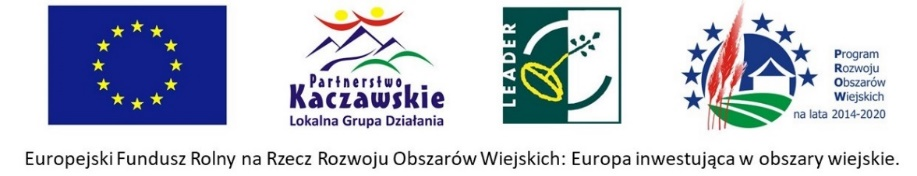 Partnerstwo
Kaczawskie
Lokalna Grupa Działania
LEADER
Program
Rozwoju
Obszarów
Wiejskich
na lata 2014-2020
Europejski Fundusz Rolny na Rzecz Rozwoju Obszarów Wiejskich: Europa inwestująca w obszary wiejskie.